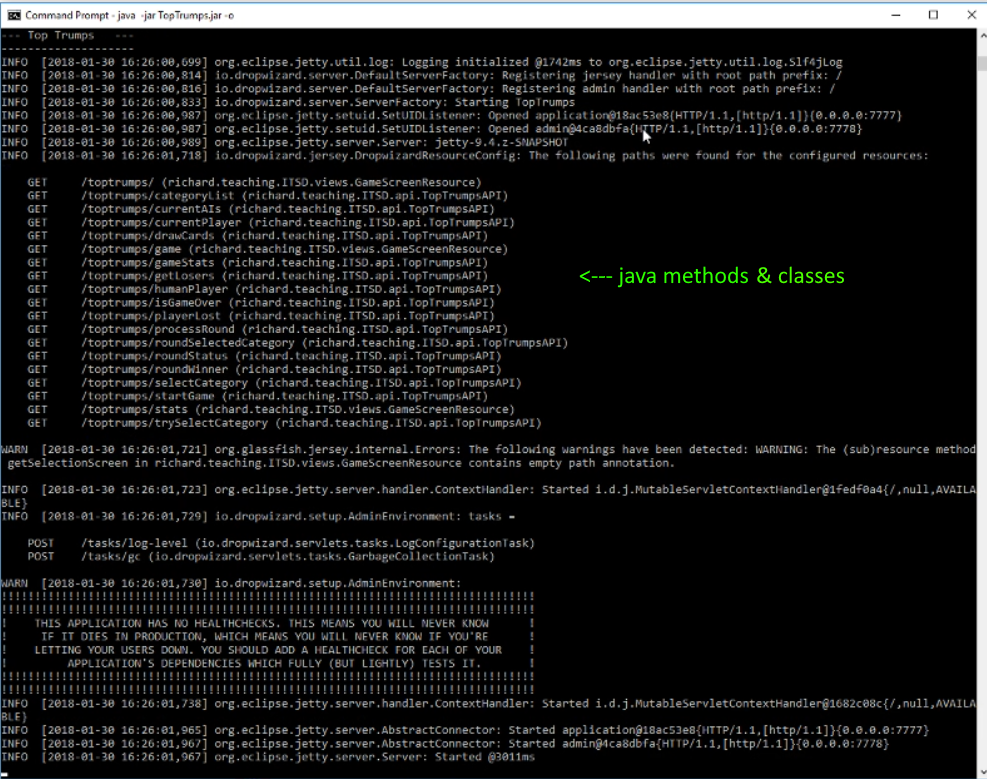 Command Prompt - java -jar TopTrumps.jar -o
--- Top Trumps ---
--------------------
INFO [2018-01-30 16:26:00,699] org.eclipse.jetty.util.log: Logging initialized @1742ms to org.eclipse.jetty.util.log.Slf4jLog
INFO [2018-01-30 16:26:00,814] io.dropwizard.server.DefaultServerFactory: Registering jersey handler with root path prefix: /
INFO [2018-01-30 16:26:00,816] io.dropwizard.server.DefaultServerFactory: Registering admin handler with root path prefix: /
INFO [2018-01-30 16:26:00,833] io.dropwizard.server.ServerFactory: Starting TopTrumps
INFO [2018-01-30 16:26:00,987] org.eclipse.jetty.setuid.SetUIDListener: Opened application@18ac53e8{HTTP/1.1,[http/1.1]}{0.0.0.0:7777}
INFO [2018-01-30 16:26:00,987] org.eclipse.jetty.setuid.SetUIDListener: Opened admin@4ca8dbfa{HTTP/1.1,[http/1.1]}{0.0.0.0:7778}
INFO [2018-01-30 16:26:00,989] org.eclipse.jetty.server.Server: jetty-9.4.z-SNAPSHOT
INFO [2018-01-30 16:26:01,718] io.dropwizard.jersey.DropwizardResourceConfig: The following paths were found for the configured resources:
GET /toptrumps/ (richard.teaching.ITSD.views.GameScreenResource)
GET /toptrumps/categoryList (richard.teaching.ITSD.api.TopTrumpsAPI)
GET /toptrumps/currentAIs (richard.teaching.ITSD.api.TopTrumpsAPI)
GET /toptrumps/currentPlayer (richard.teaching.ITSD.api.TopTrumpsAPI)
GET /toptrumps/drawCards (richard.teaching.ITSD.api.TopTrumpsAPI)
GET /toptrumps/game (richard.teaching.ITSD.views.GameScreenResource)
GET /toptrumps/gameStats (richard.teaching.ITSD.api.TopTrumpsAPI)
GET /toptrumps/getLosers (richard.teaching.ITSD.api.TopTrumpsAPI)
<--- java methods & classes
GET /toptrumps/humanPlayer (richard.teaching.ITSD.api.TopTrumpsAPI)
GET /toptrumps/isGameOver (richard.teaching.ITSD.api.TopTrumpsAPI)
GET /toptrumps/playerLost (richard.teaching.ITSD.api.TopTrumpsAPI)
GET /toptrumps/processRound (richard.teaching.ITSD.api.TopTrumpsAPI)
GET /toptrumps/roundSelectedCategory (richard.teaching.ITSD.api.TopTrumpsAPI)
GET /toptrumps/roundStatus (richard.teaching.ITSD.api.TopTrumpsAPI)
GET /toptrumps/roundWinner (richard.teaching.ITSD.api.TopTrumpsAPI)
GET /toptrumps/selectCategory (richard.teaching.ITSD.api.TopTrumpsAPI)
GET /toptrumps/startGame (richard.teaching.ITSD.api.TopTrumpsAPI)
GET /toptrumps/stats (richard.teaching.ITSD.views.GameScreenResource)
GET /toptrumps/trySelectCategory (richard.teaching.ITSD.api.TopTrumpsAPI)
WARN [2018-01-30 16:26:01,721] org.glassfish.jersey.internal.Errors: The following warnings have been detected: WARNING: The (sub)resource method
getSelectionScreen in richard.teaching.ITSD.views.GameScreenResource contains empty path annotation.
INFO [2018-01-30 16:26:01,723] org.eclipse.jetty.server.handler.ContextHandler: Started i.d.j.MutableServletContextHandler@1fedf0a4{/,null,AVAILA
BLE}
INFO [2018-01-30 16:26:01,729] io.dropwizard.setup.AdminEnvironment: tasks =
POST /tasks/log-level (io.dropwizard.servlets.tasks.LogConfigurationTask)
POST /tasks/gc (io.dropwizard.servlets.tasks.GarbageCollectionTask)
WARN [2018-01-30 16:26:01,730] io.dropwizard.setup.AdminEnvironment:
!!!!!!!!!!!!!!!!!!!!!!!!!!!!!!!!!!!!!!!!!!!!!!!!!!!!!!!!!!!!!!!!!!!!!!!!!!!!!!!!
!!!!!!!!!!!!!!!!!!!!!!!!!!!!!!!!!!!!!!!!!!!!!!!!!!!!!!!!!!!!!!!!!!!!!!!!!!!!!!!!
! THIS APPLICATION HAS NO HEALTHCHECKS. THIS MEANS YOU WILL NEVER KNOW !
! IF IT DIES IN PRODUCTION, WHICH MEANS YOU WILL NEVER KNOW IF YOU'RE !
! LETTING YOUR USERS DOWN. YOU SHOULD ADD A HEALTHCHECK FOR EACH OF YOUR !
! APPLICATION'S DEPENDENCIES WHICH FULLY (BUT LIGHTLY) TESTS IT. !
!!!!!!!!!!!!!!!!!!!!!!!!!!!!!!!!!!!!!!!!!!!!!!!!!!!!!!!!!!!!!!!!!!!!!!!!!!!!!!!!
!!!!!!!!!!!!!!!!!!!!!!!!!!!!!!!!!!!!!!!!!!!!!!!!!!!!!!!!!!!!!!!!!!!!!!!!!!!!!!!!
INFO [2018-01-30 16:26:01,738] org.eclipse.jetty.server.handler.ContextHandler: Started i.d.j.MutableServletContextHandler@1682c08c{/,null,AVAILA
BLE}
INFO [2018-01-30 16:26:01,965] org.eclipse.jetty.server.AbstractConnector: Started application@18ac53e8{HTTP/1.1,[http/1.1]}{0.0.0.0:7777}
INFO [2018-01-30 16:26:01,967] org.eclipse.jetty.server.AbstractConnector: Started admin@4ca8dbfa{HTTP/1.1,[http/1.1]}{0.0.0.0:7778}
INFO [2018-01-30 16:26:01,967] org.eclipse.jetty.server.Server: Started @3011ms